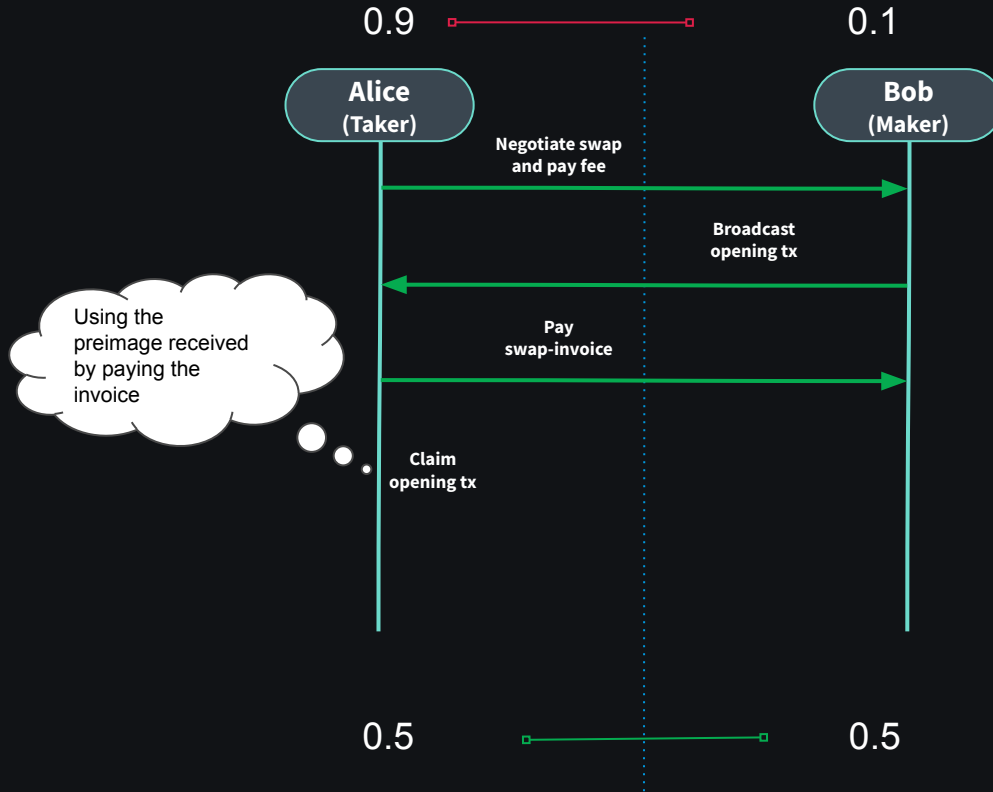 0.9
0.1
Alice
(Taker)
Bob
(Maker)
Negotiate swap
and pay fee
Broadcast
opening tx
Using the
preimage received
by paying the
invoice
Pay
swap-invoice
Claim
opening tx
0.5
0.5